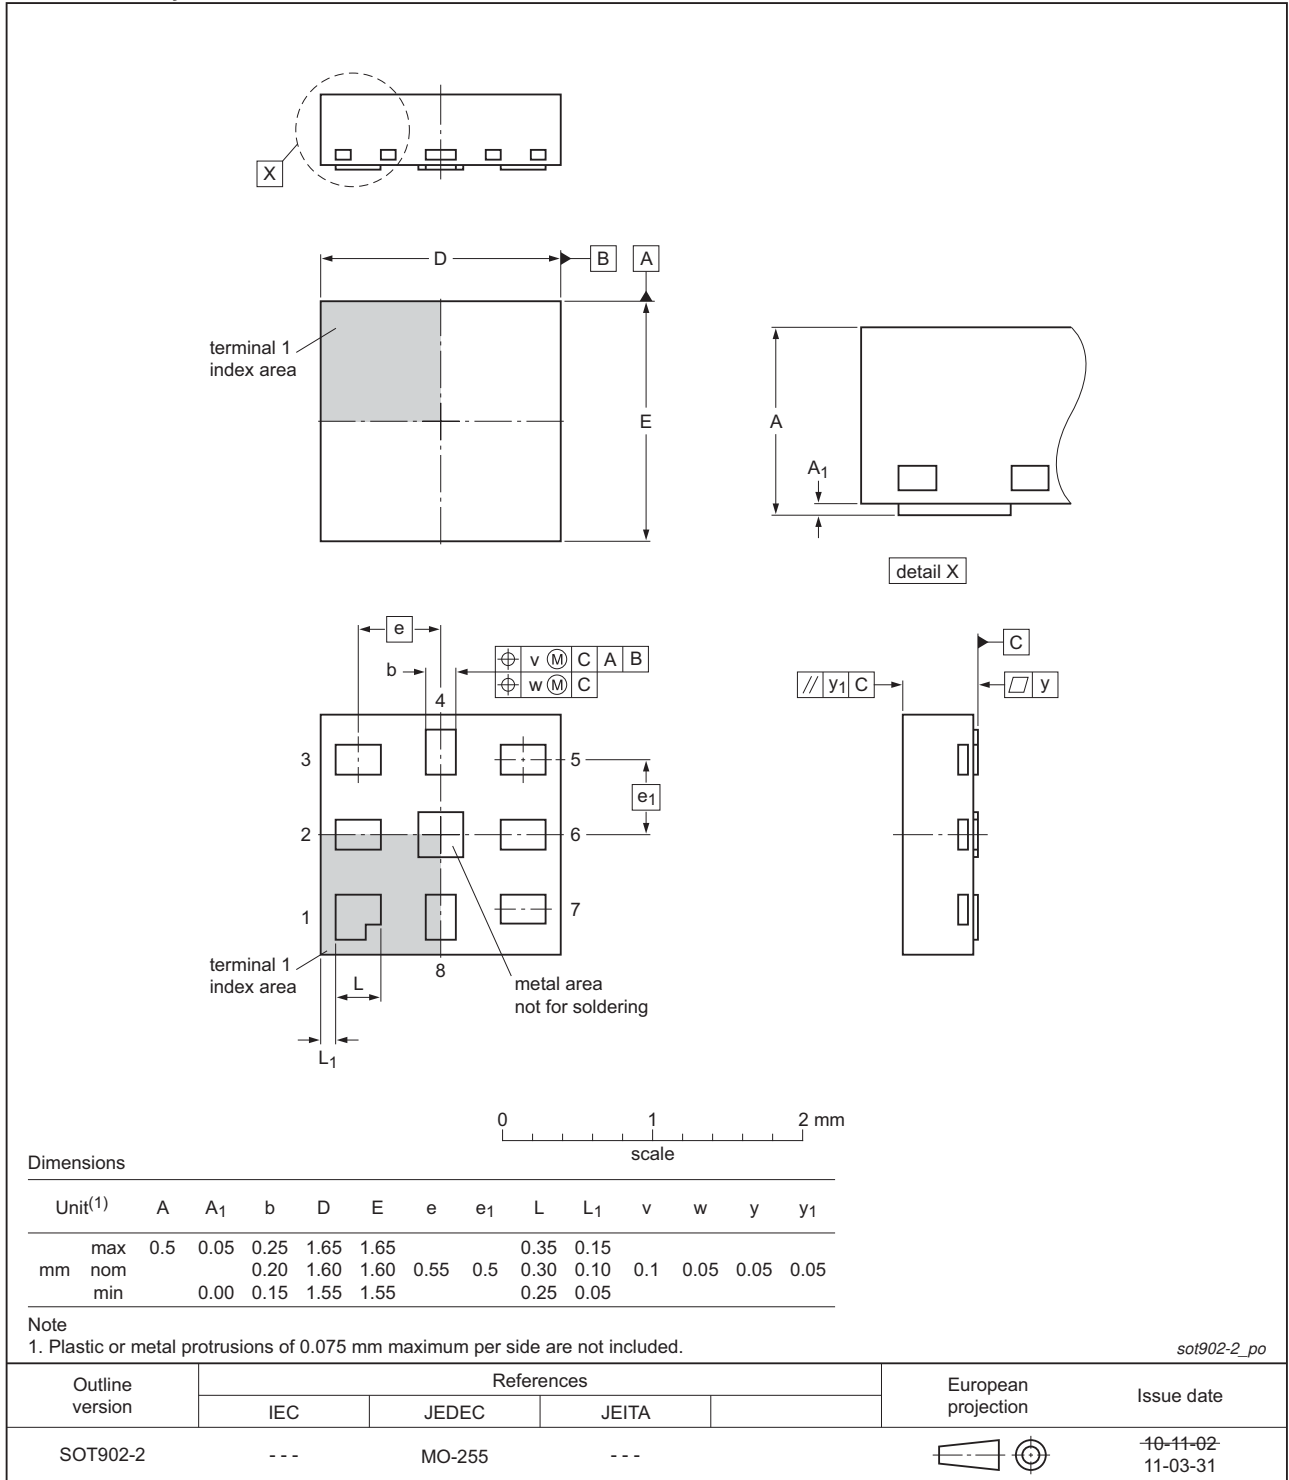 X
D
B
A
terminal 1
index area
E
A
A1
detail X
e
b
v M C A B
w M C
4
3
5
e1
2
6
1
7
terminal 1
index area
8
L
metal area
not for soldering
L1
C
y1 C
y
0 1 2 mm
scale
Dimensions
Unit(1) A A1 b D E e e1 L L1 v w y y1
max 0.5 0.05 0.25 1.65 1.65 0.35 0.15
mm nom 0.20 1.60 1.60 0.55 0.5 0.30 0.10 0.1 0.05 0.05 0.05
min 0.00 0.15 1.55 1.55 0.25 0.05
Note
1. Plastic or metal protrusions of 0.075 mm maximum per side are not included.
sot902-2_po
Outline
version
References
IEC JEDEC JEITA
European
projection
Issue date
SOT902-2 - - - MO-255 - - -
10-11-02
11-03-31